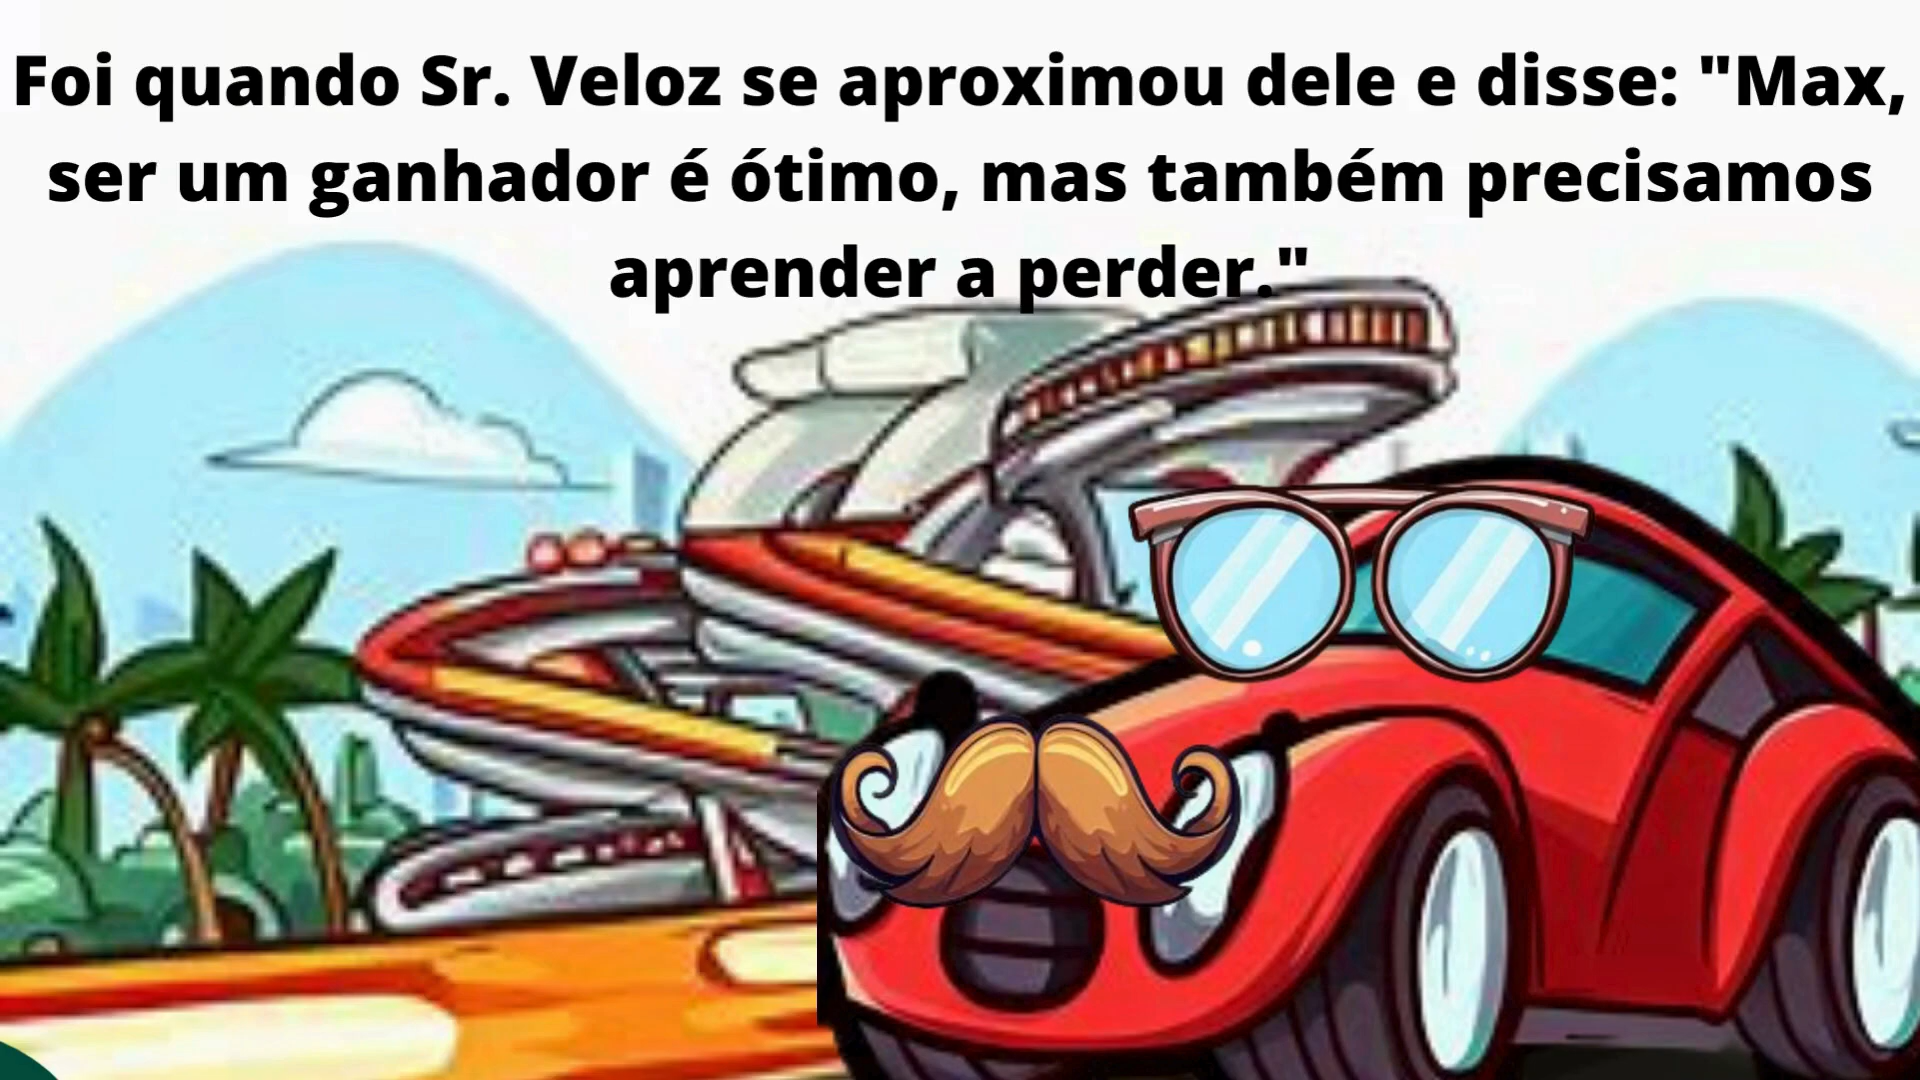 Foi quando Sr. Veloz se aproximou dele e disse: "Max,
ser um ganhador é ótimo, mas também precisamos
aprender a perder."